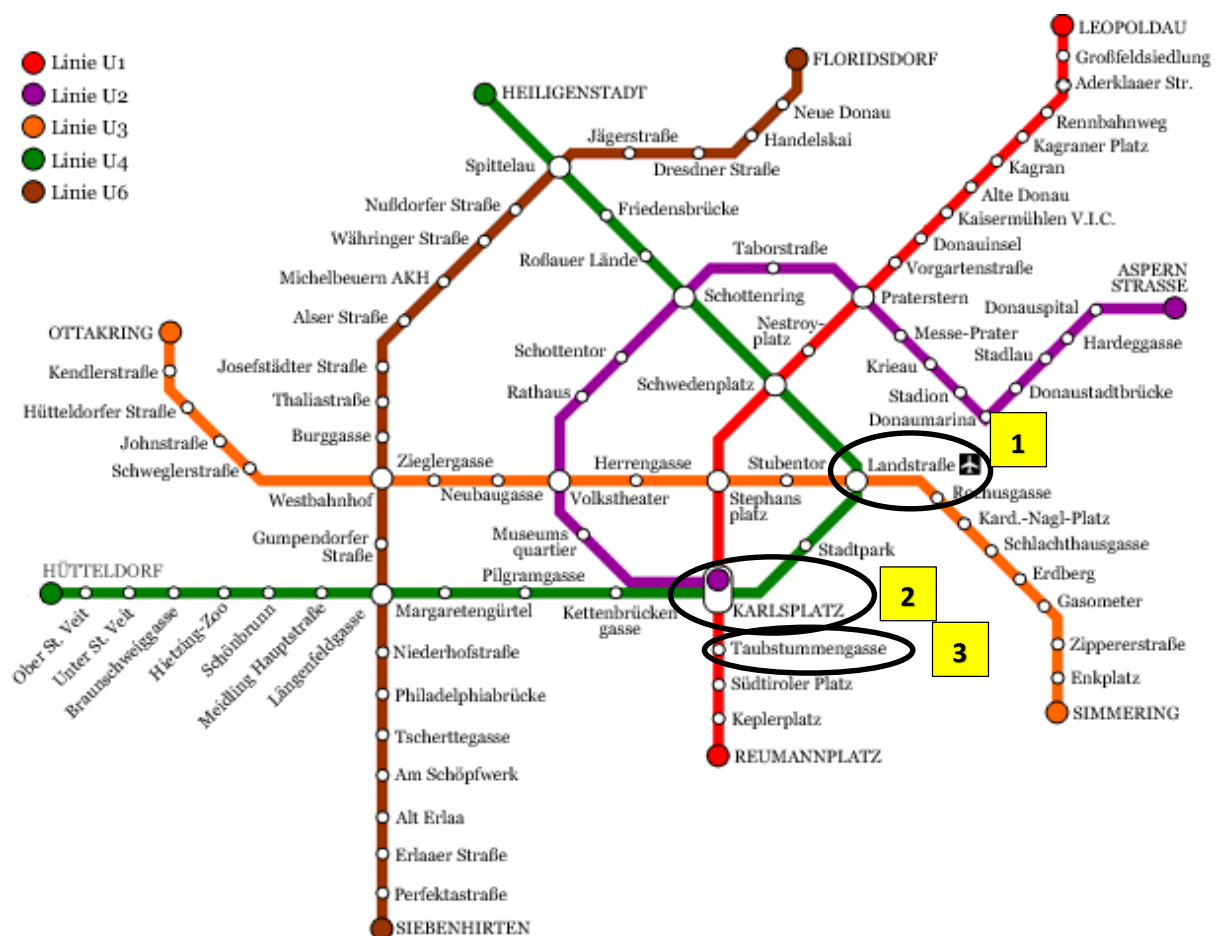 Linie U1
Linie U2
Linie U3
Linie U4
Linie U6
HEILIGENSTADT
FLORIDSDORF
LEOPOLDAU
Großfeldsiedlung
Aderklaaer Str.
Neue Donau
Handelskai
Jägerstraße
Dresdner Straße
Rennbahnweg
Kagraner Platz
Kagran
Alte Donau
Kaisermühlen V.I.C.
Donauinsel
Vorgartenstraße
Spittelau
Nußdorfer Straße
Währinger Straße
Michelbeuern AKH
Alser Straße
Friedensbrücke
Roßauer Lände
Taborstraße
Schottenring
Praterstern
ASPERN
STRASSE
Donauspital
Hardeggasse
Stadlau
Donaustadtbrücke
Messe-Prater
Krieau
Stadion
Donaumarina
Nestroy-
platz
Schottentor
Schwedenplatz
Rathaus
OTTAKRING
Kendlerstraße
Hütteldorfer Straße
Johnstraße
Schweglerstraße
Josefstädter Straße
Thaliastraße
Burggasse
Westbahnhof
Zieglergasse
Neubaugasse
Volkstheater
Herrengasse
Stephans
platz
Stubentor
Landstraße
1
Rochusgasse
Kard.-Nagl-Platz
Schlachthausgasse
Erdberg
Gasometer
Zippererstraße
Enkplatz
SIMMERING
Gumpendorfer
Straße
Museums
quartier
Stadtpark
HÜTTELDORF
Ober St. Veit
Unter St. Veit
Braunschweiggasse
Hietzing-Zoo
Schönbrunn
Meidling Hauptstraße
Längenfeldgasse
Margaretengürtel
Pilgramgasse
Kettenbrücken
gasse
KARLSPLATZ
2
Taubstummengasse
3
Südtiroler Platz
Keplerplatz
REUMANNPLATZ
Niederhofstraße
Philadelphiabrücke
Tscherttegasse
Am Schöpfwerk
Alt Erlaa
Erlaaer Straße
Perfektastraße
SIEBENHIRTEN